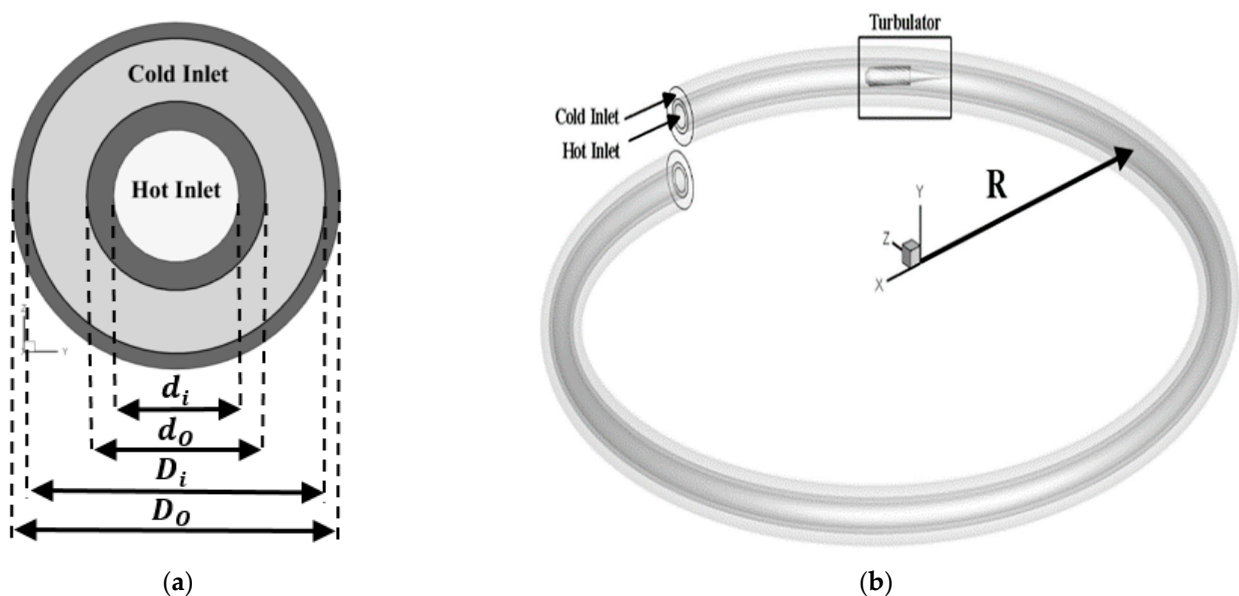 Cold Inlet
Hot Inlet
Z
Y
d_i
d_O
D_i
D_O
(a)
Turbulator
Cold Inlet
Hot Inlet
R
Y
Z
X
(b)